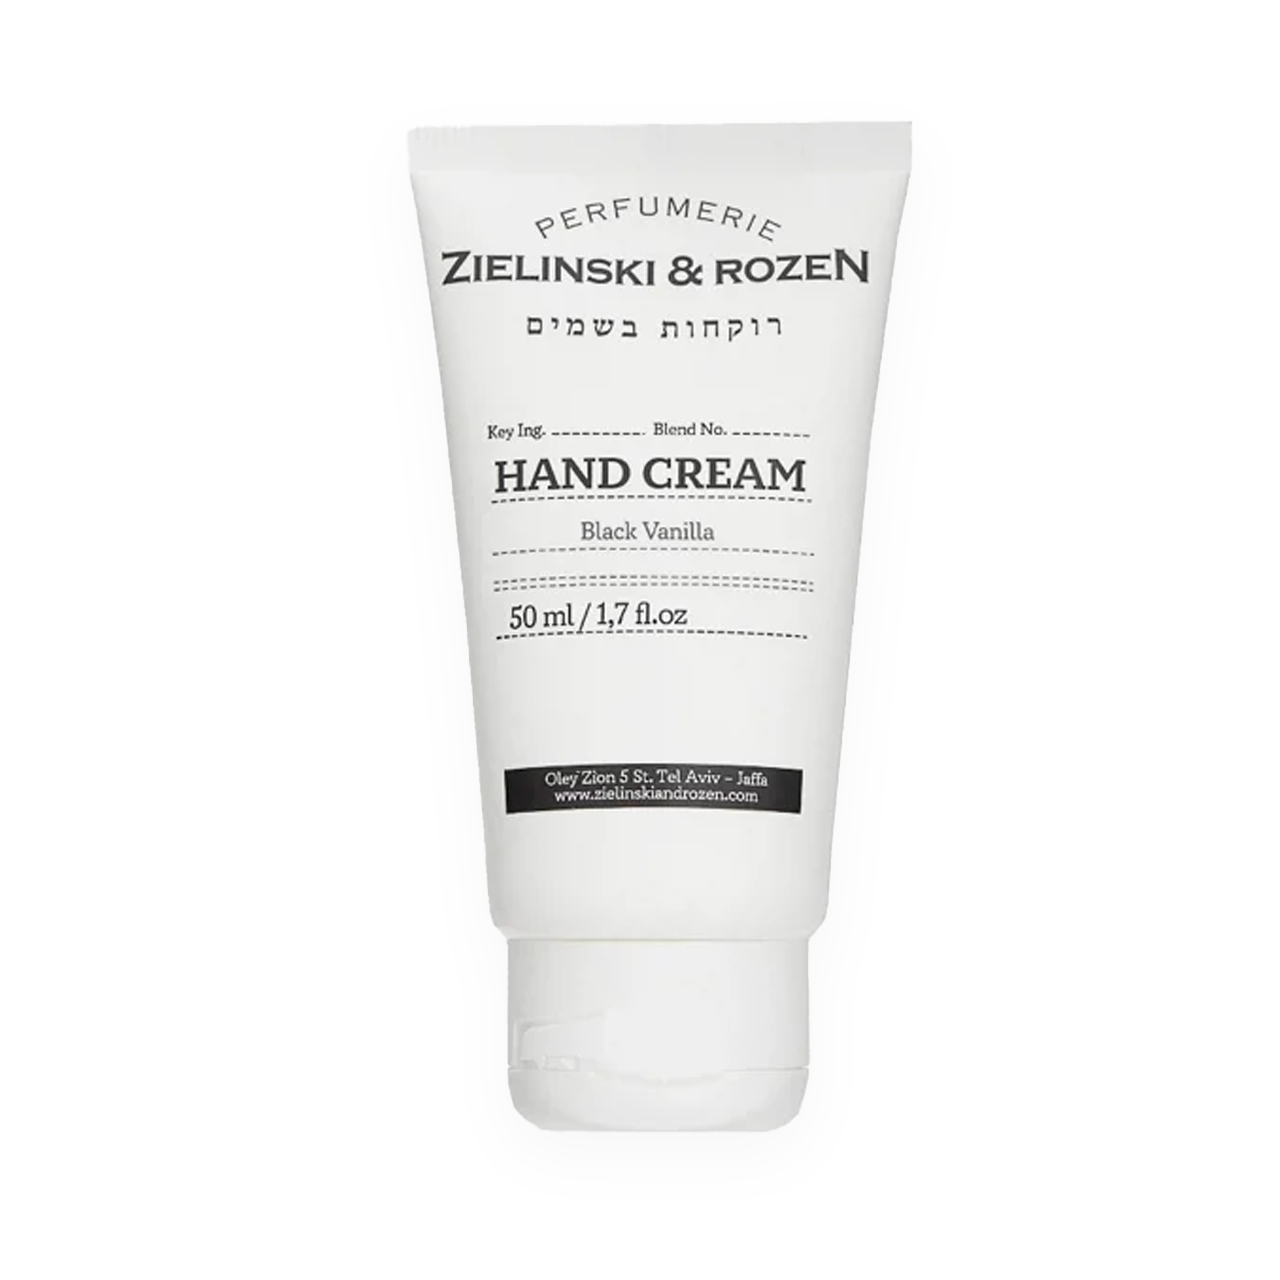 PERFUMERIE
ZIELINSKI & ROZEN
רוקחות בשמים
Key Ing. Blend No.
HAND CREAM
Black Vanilla
50 ml / 1,7 fl.oz
Oley Zion 5 St. Tel Aviv – Jaffa
www.zielinskiandrozen.com